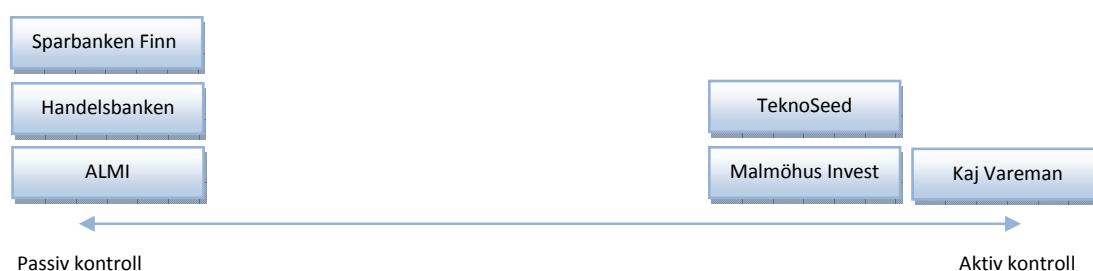 Sparbanken Finn
Handelsbanken
TeknoSeed
ALMI
Malmöhus Invest
Kaj Vareman
Passiv kontroll
Aktiv kontroll